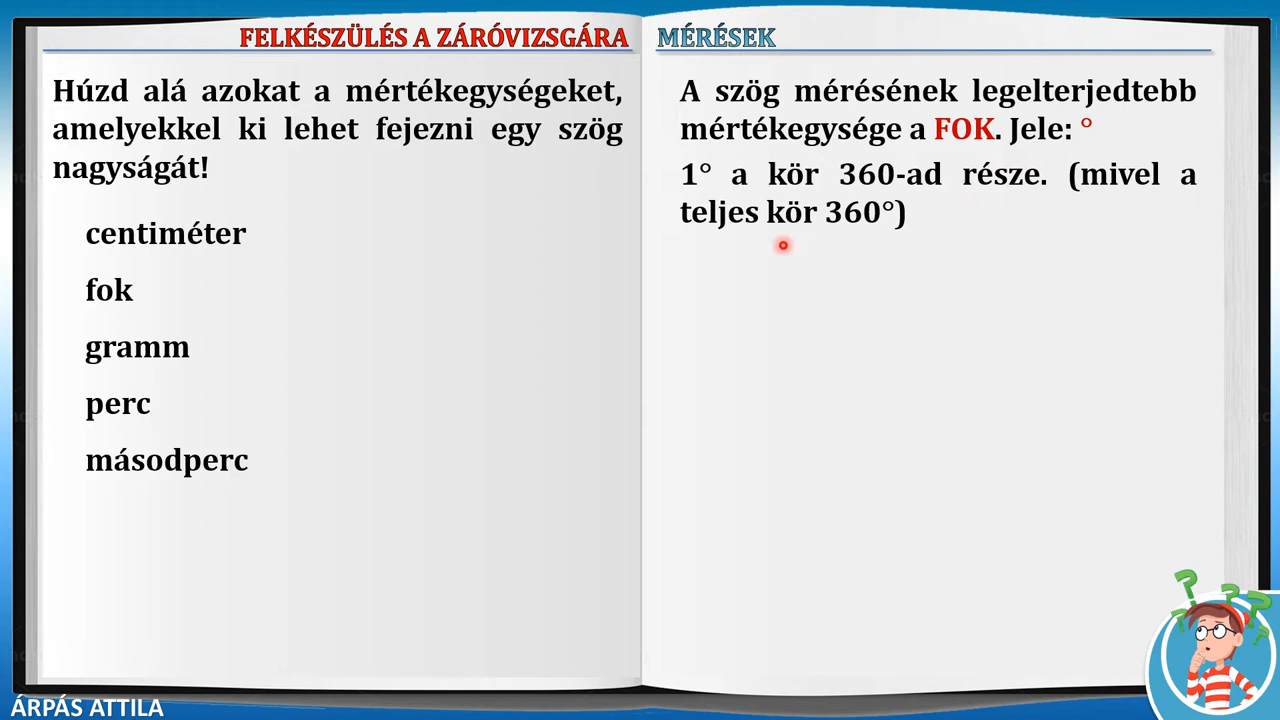 FELKÉSZÜLÉS A ZÁRÓVIZSGÁRA
Húzd alá azokat a mértékegységeket,
amelyekkel ki lehet fejezni egy szög
nagyságát!
centiméter
fok
gramm
perc
másodperc
MÉRÉSEK
A szög mérésének legelterjedtebb
mértékegysége a FOK. Jele: °
1° a kör 360-ad része. (mivel a
teljes kör 360°)
ÁRPÁS ATTILA